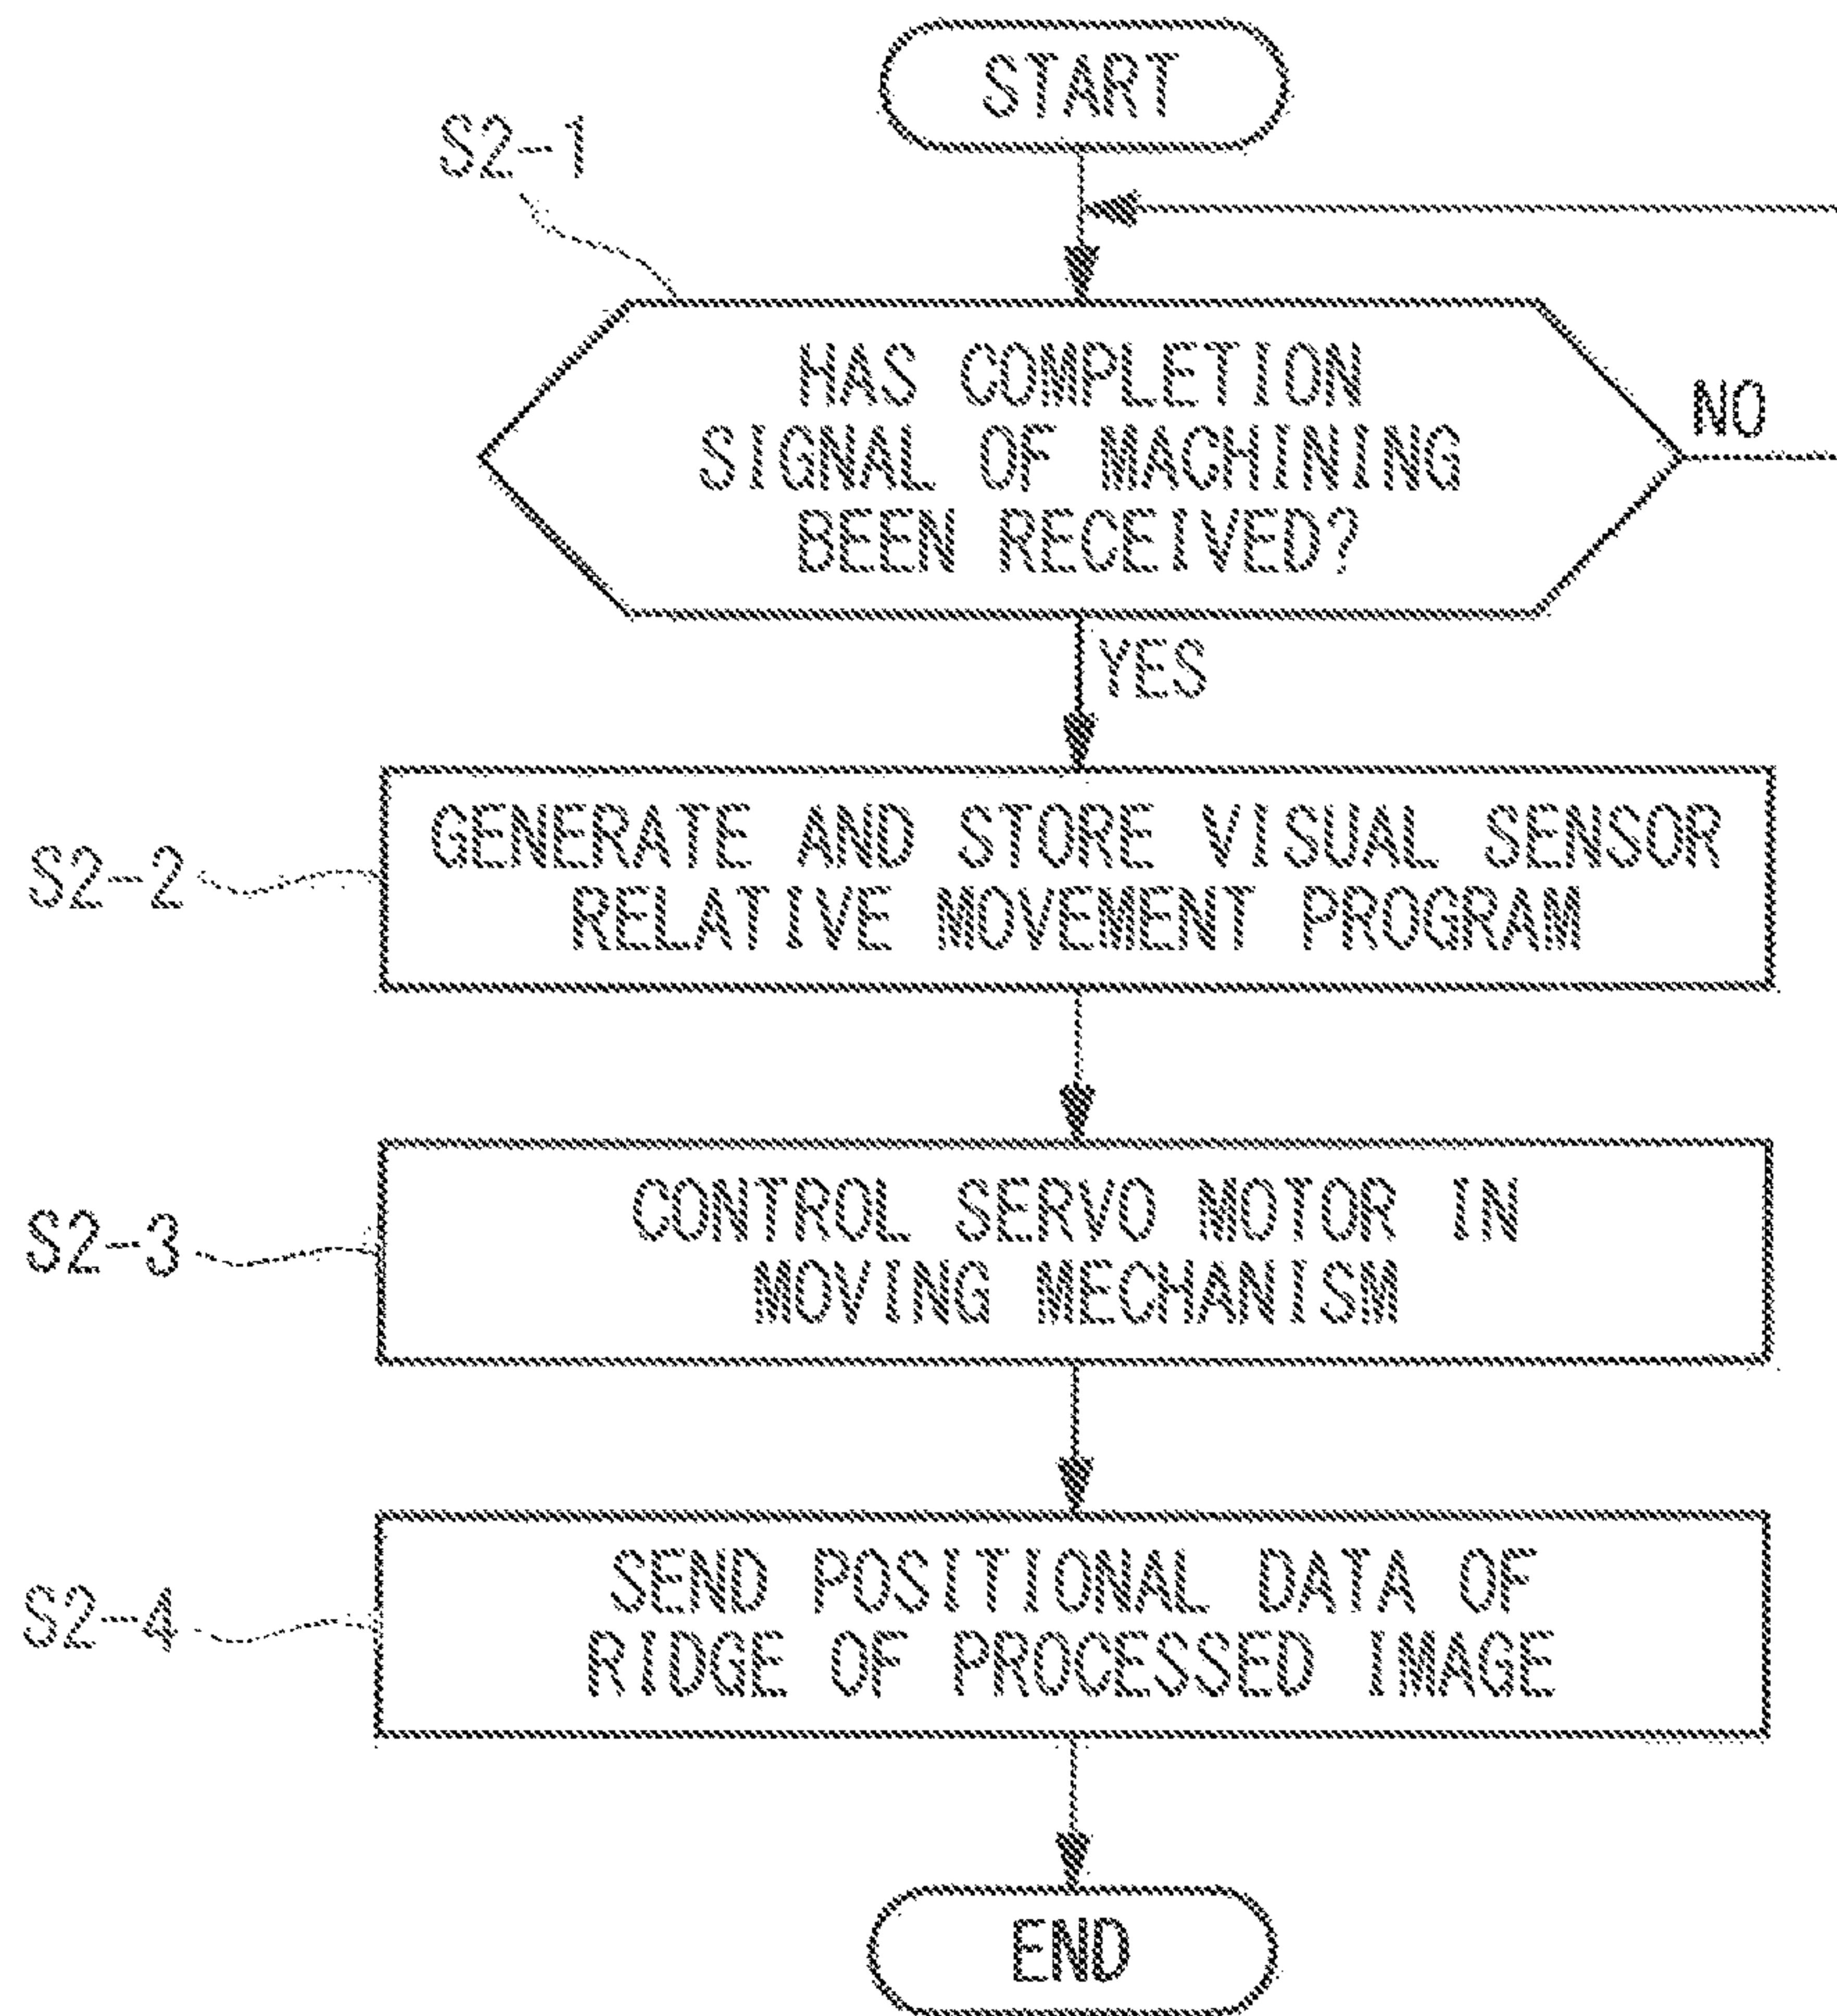 START
S2-1
HAS COMPLETION
SIGNAL OF MACHINING
BEEN RECEIVED?
NO
YES
S2-2
GENERATE AND STORE VISUAL SENSOR
RELATIVE MOVEMENT PROGRAM
S2-3
CONTROL SERVO MOTOR IN
MOVING MECHANISM
S2-4
SEND POSITIONAL DATA OF
RIDGE OF PROCESSED IMAGE
END